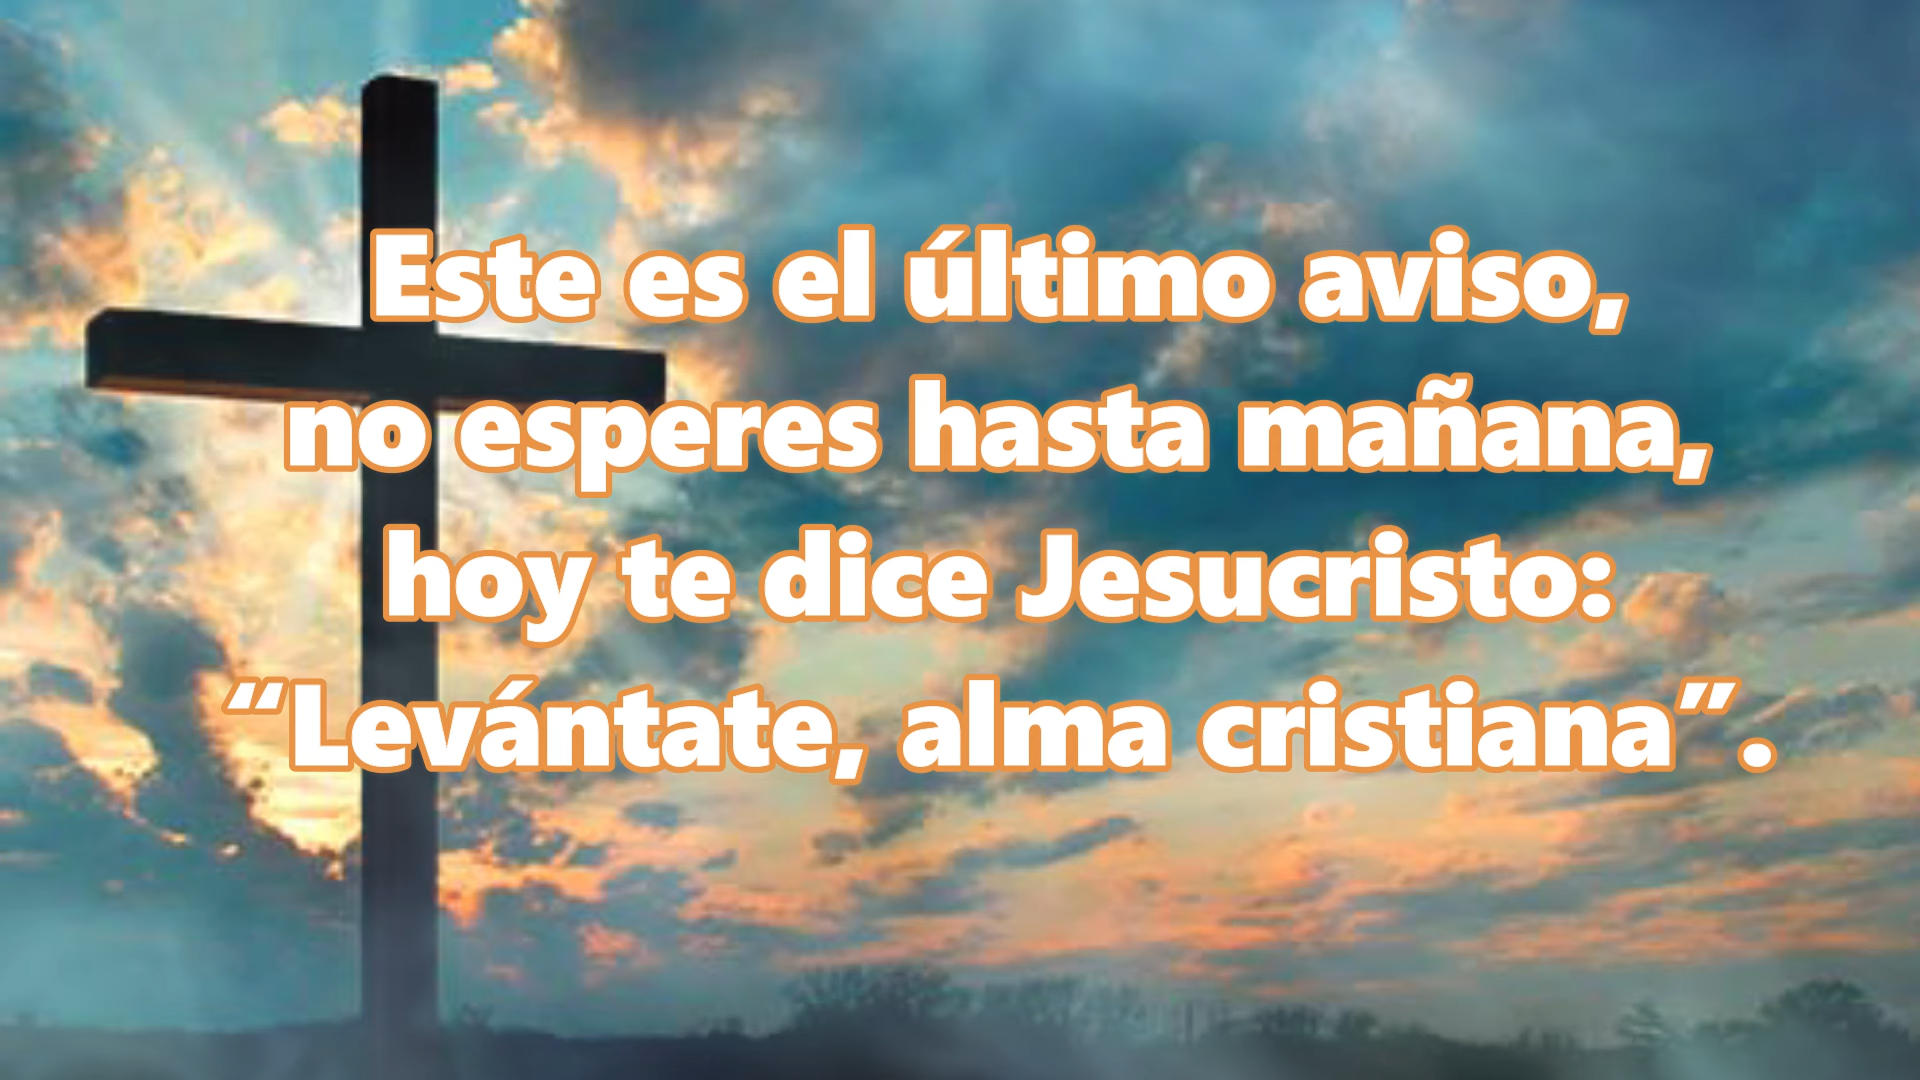 Este es el último aviso,
no esperes hasta mañana,
hoy te dice Jesucristo:
“Levántate, alma cristiana”.